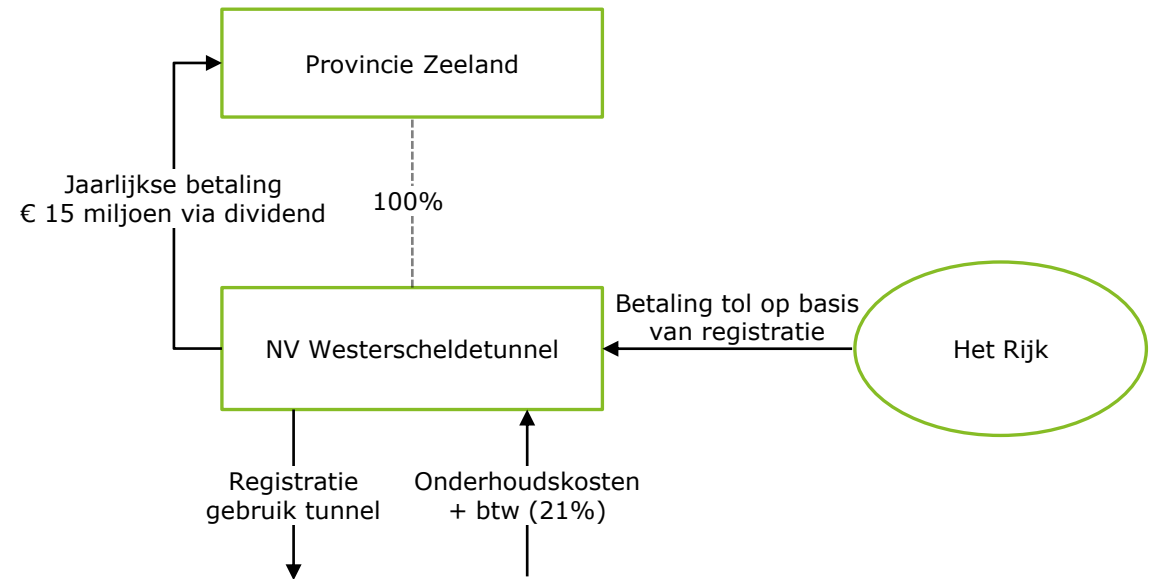 Provincie Zeeland
Jaarlijkse betaling
€ 15 miljoen via dividend
100%
Betaling tol op basis
van registratie
NV Westerscheldetunnel
Het Rijk
Registratie
gebruik tunnel
Onderhoudskosten
+ btw (21%)